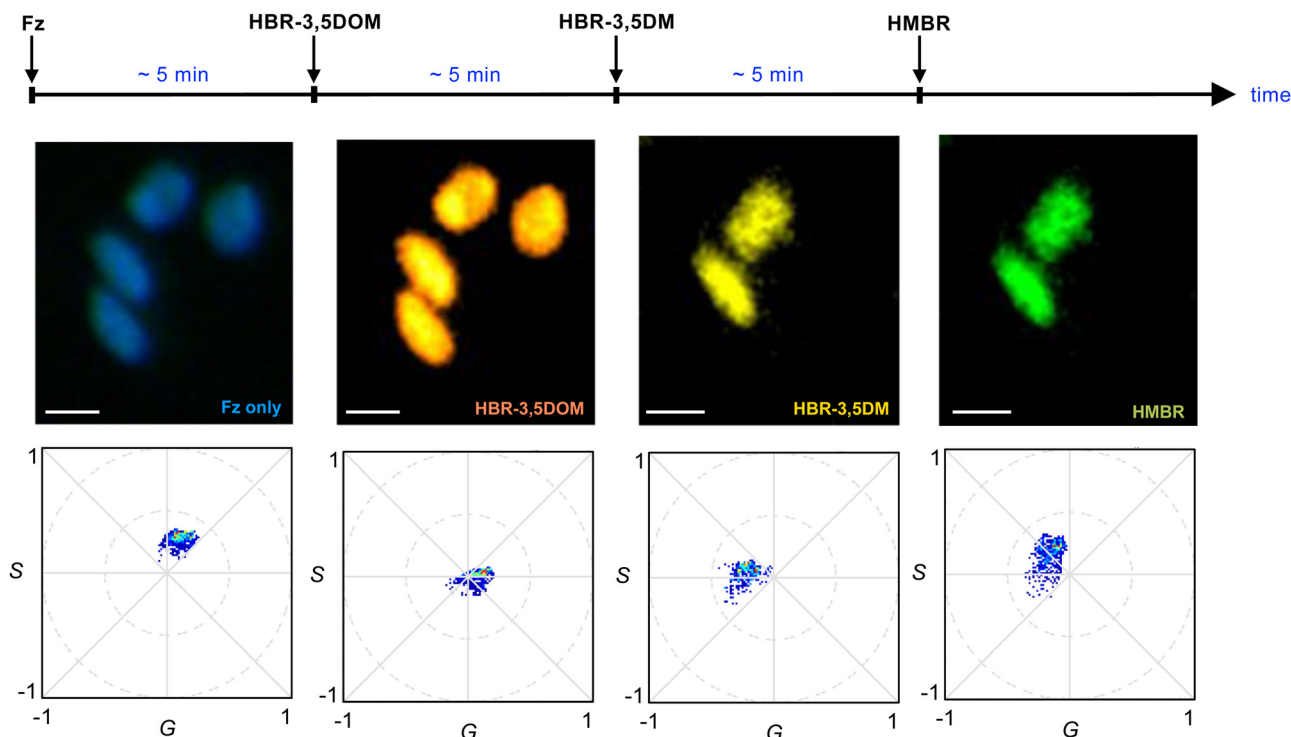 Fz HBR-3,5DOM HBR-3,5DM HMBR
~ 5 min ~ 5 min ~ 5 min
time
Fz only HBR-3,5DOM HBR-3,5DM HMBR
1 1 1 1
S S S S
-1 -1 -1 -1
-1 1 -1 1 -1 1 -1 1
G G G G